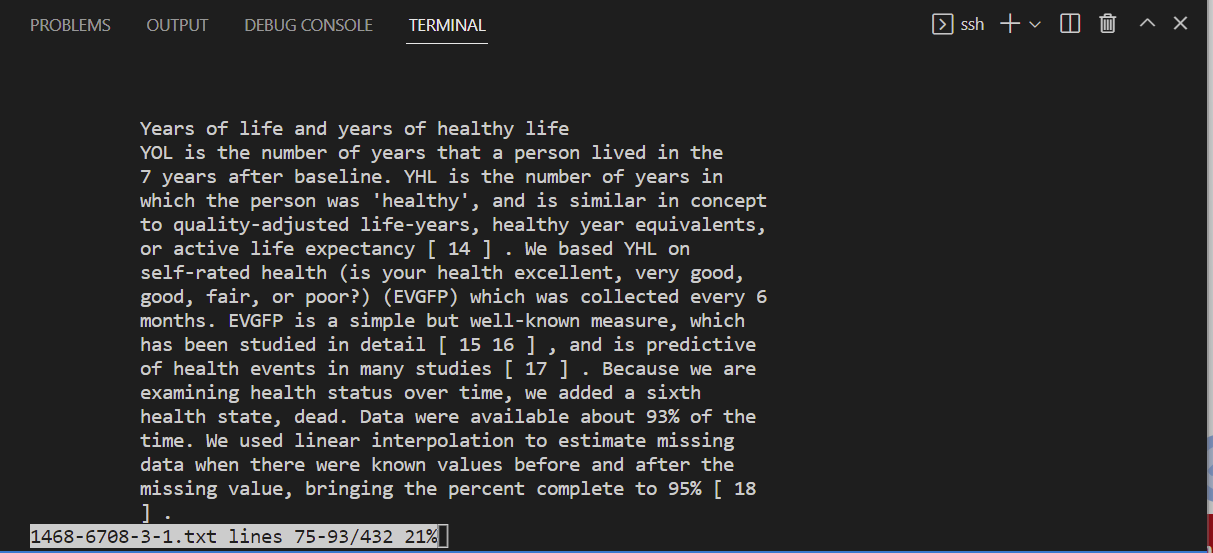 PROBLEMS OUTPUT DEBUG CONSOLE TERMINAL ssh
Years of life and years of healthy life
YOL is the number of years that a person lived in the
7 years after baseline. YHL is the number of years in
which the person was 'healthy', and is similar in concept
to quality-adjusted life-years, healthy year equivalents,
or active life expectancy [ 14 ] . We based YHL on
self-rated health (is your health excellent, very good,
good, fair, or poor?) (EVGFP) which was collected every 6
months. EVGFP is a simple but well-known measure, which
has been studied in detail [ 15 16 ] , and is predictive
of health events in many studies [ 17 ] . Because we are
examining health status over time, we added a sixth
health state, dead. Data were available about 93% of the
time. We used linear interpolation to estimate missing
data when there were known values before and after the
missing value, bringing the percent complete to 95% [ 18
] .
1468-6708-3-1.txt lines 75-93/432 21%